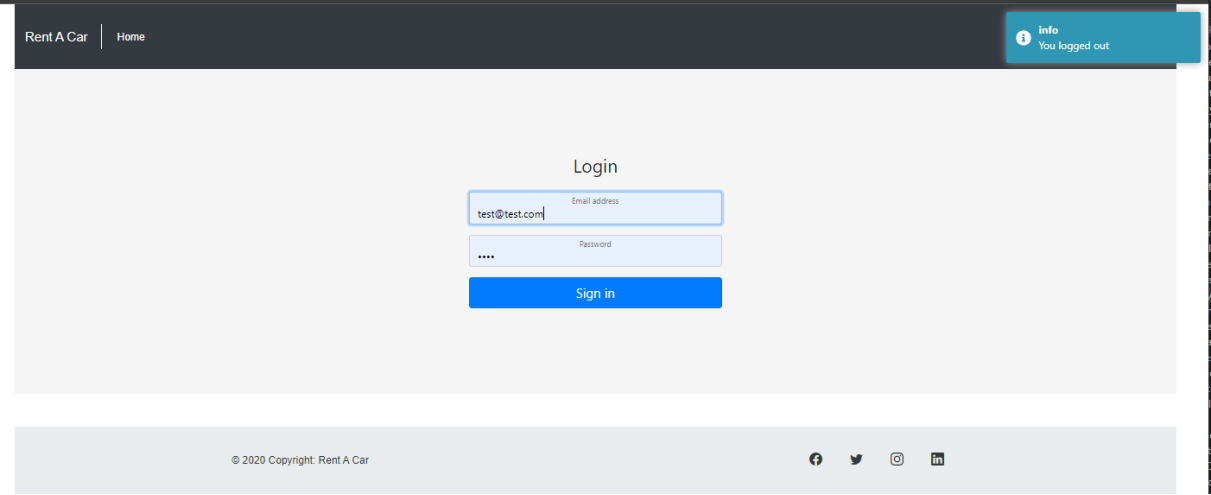 Rent A Car
Home
info
You logged out
Login
Email address
test@test.com
Password
••••
Sign in
© 2020 Copyright: Rent A Car